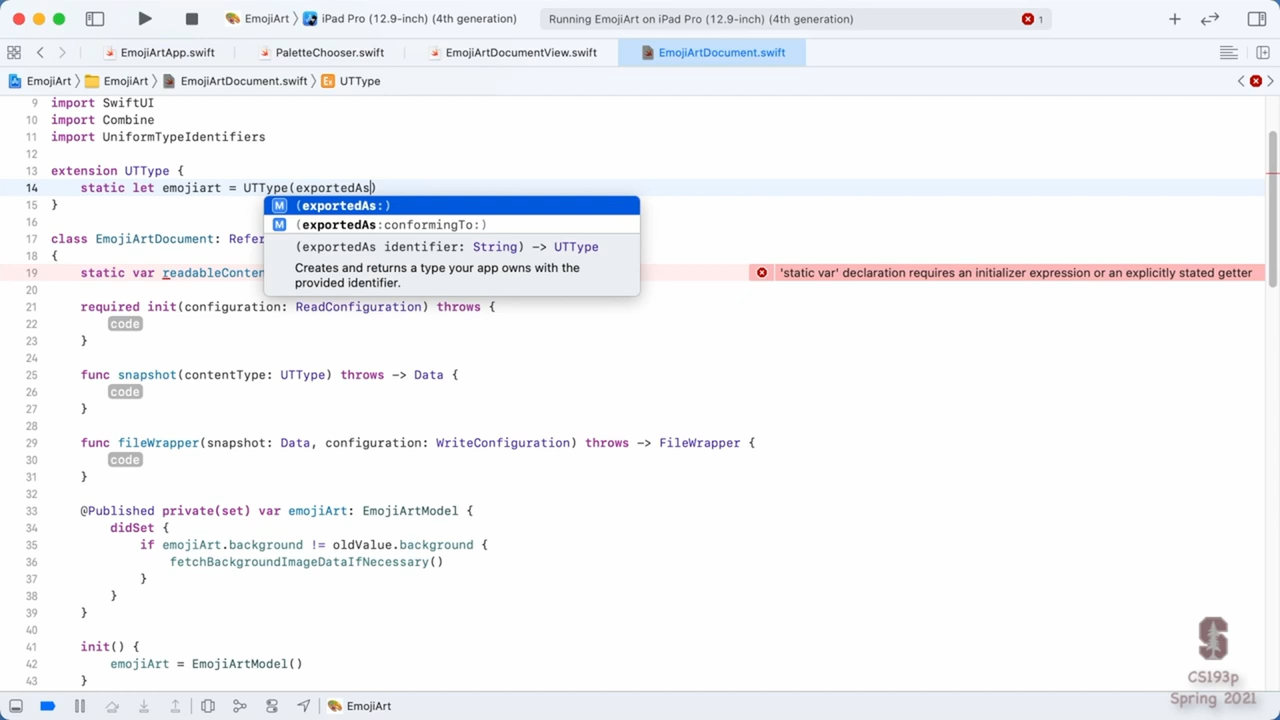 EmojiArt 〉 iPad Pro (12.9-inch) (4th generation)
Running EmojiArt on iPad Pro (12.9-inch) (4th generation)
1
EmojiArtApp.swift
PaletteChooser.swift
EmojiArtDocumentView.swift
EmojiArtDocument.swift
EmojiArt 〉 EmojiArt 〉 EmojiArtDocument.swift 〉 Ex UTType
9 import SwiftUI
10 import Combine
11 import UniformTypeIdentifiers
12
13 extension UTType {
14 static let emojiart = UTType(exportedAs)
15 }
M (exportedAs:)
M (exportedAs:conformingTo:)
(exportedAs identifier: String) -> UTType
Creates and returns a type your app owns with the
provided identifier.
16
17 class EmojiArtDocument: Refer
18 {
19 static var readableConten
'static var' declaration requires an initializer expression or an explicitly stated getter
20
21 required init(configuration: ReadConfiguration) throws {
22 code
23 }
24
25 func snapshot(contentType: UTType) throws -> Data {
26 code
27 }
28
29 func fileWrapper(snapshot: Data, configuration: WriteConfiguration) throws -> FileWrapper {
30 code
31 }
32
33 @Published private(set) var emojiArt: EmojiArtModel {
34 didSet {
35 if emojiArt.background != oldValue.background {
36 fetchBackgroundImageDataIfNecessary()
37 }
38 }
39 }
40
41 init() {
42 emojiArt = EmojiArtModel()
43 }
S
CS193p
Spring 2021
EmojiArt